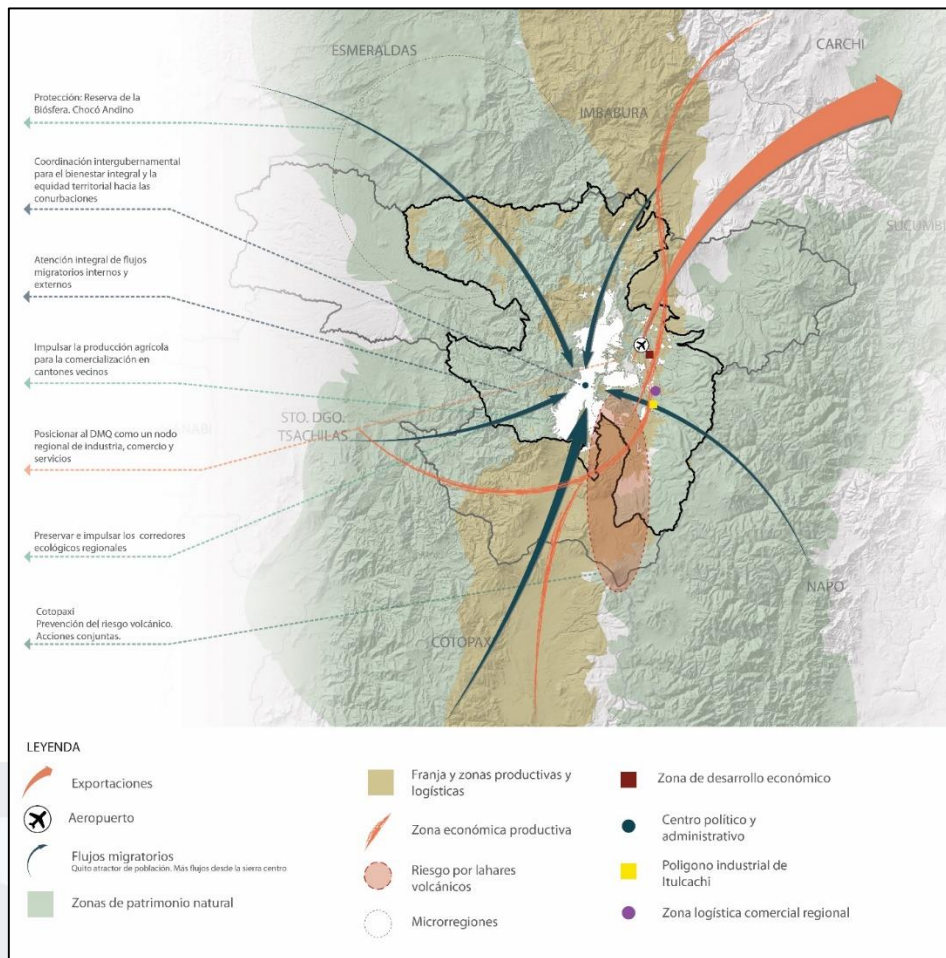 ESMERALDAS
CARCHI
IMBABURA
SUCUMBI
STO. DGO.
TSACHILAS
NABI
NAPO
COTOPAXI
Protección: Reserva de la
Biósfera. Chocó Andino
Coordinación intergubernamental
para el bienestar integral y la
equidad territorial hacia las
conurbaciones
Atención integral de flujos
migratorios internos y
externos
Impulsar la producción agrícola
para la comercialización en
cantones vecinos
Posicionar al DMQ como un nodo
regional de industria, comercio y
servicios
Preservar e impulsar los corredores
ecológicos regionales
Cotopaxi
Prevención del riesgo volcánico.
Acciones conjuntas.
LEYENDA
Exportaciones
Aeropuerto
Flujos migratorios
Quito atractor de población. Más flujos desde la sierra centro
Zonas de patrimonio natural
Franja y zonas productivas y
logísticas
Zona económica productiva
Riesgo por lahares
volcánicos
Microrregiones
Zona de desarrollo económico
Centro político y
administrativo
Poligono industrial de
Itulcachi
Zona logística comercial regional